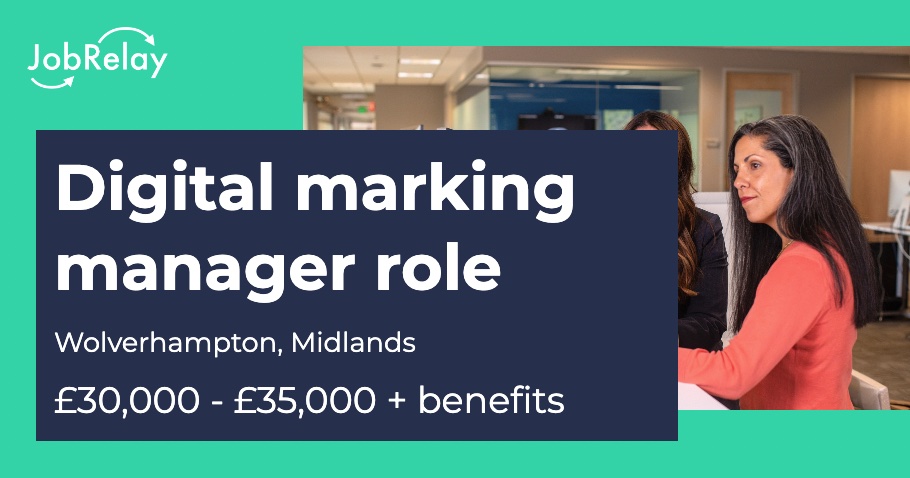 JobRelay
Digital marking
manager role
Wolverhampton, Midlands
£30,000 - £35,000 + benefits